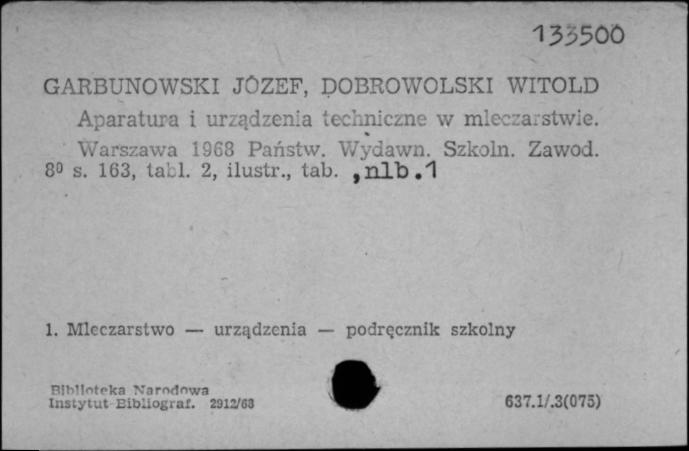 133500
GARBUNOWSKI JÓZEF, DOBROWOLSKI WITOLD
Aparatura i urządzenia techniczne w mleczarstwie.
Warszawa 1968 Państw. Wydawn. Szkoln. Zawod.
8⁰ s. 163, tabl. 2, ilustr., tab. , nlb. 1
1. Mleczarstwo — urządzenia — podręcznik szkolny
Biblioteka Narodowa
Instytut Bibliograf. 2912/68
637.1/.3(075)